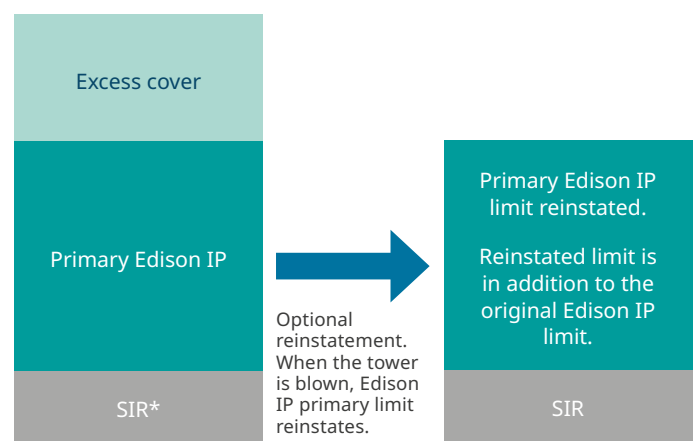 Excess cover
Primary Edison IP
SIR*
Optional
reinstatement.
When the tower
is blown, Edison
IP primary limit
reinstates.
Primary Edison IP
limit reinstated.
Reinstated limit is
in addition to the
original Edison IP
limit.
SIR